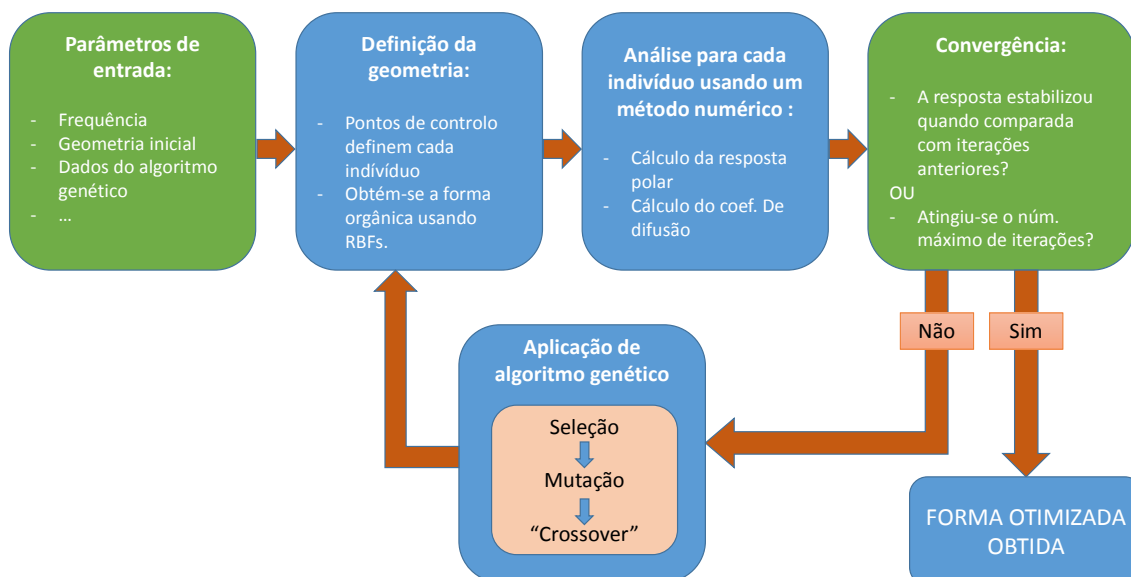 Parâmetros de
entrada:
- Frequência
- Geometria inicial
- Dados do algoritmo
genético
- …
Definição da
geometria:
- Pontos de controlo
definem cada
indivíduo
- Obtém-se a forma
orgânica usando
RBFs.
Análise para cada
indivíduo usando um
método numérico :
- Cálculo da resposta
polar
- Cálculo do coef. De
difusão
Convergência:
- A resposta estabilizou
quando comparada
com iterações
anteriores?
OU
- Atingiu-se o núm.
máximo de iterações?
Não
Sim
Aplicação de
algoritmo genético
Seleção
Mutação
“Crossover”
FORMA OTIMIZADA
OBTIDA